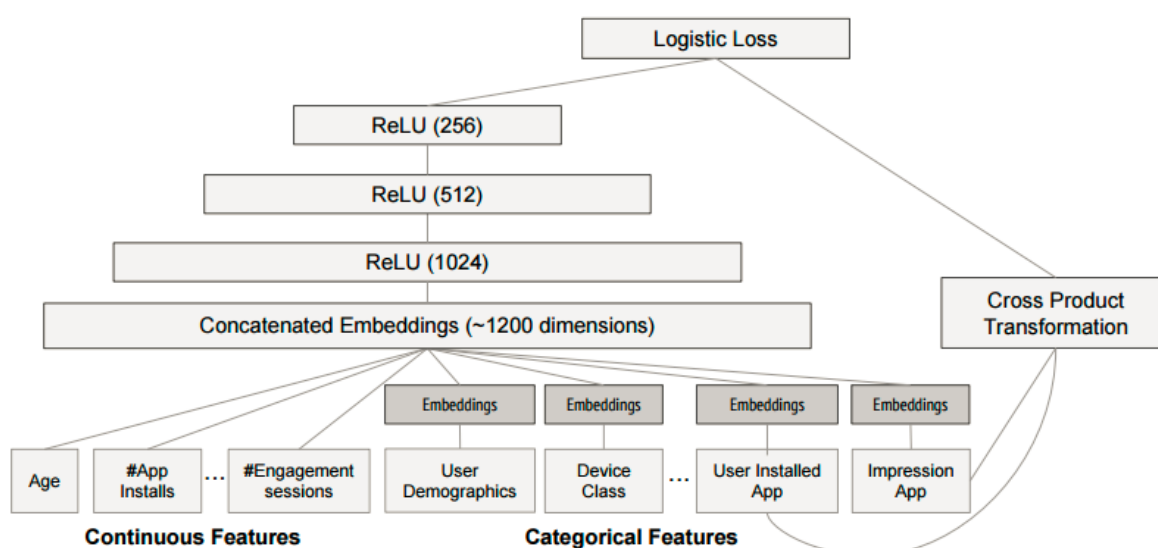 Logistic Loss
ReLU (256)
ReLU (512)
ReLU (1024)
Concatenated Embeddings (~1200 dimensions)
Cross Product
Transformation
Embeddings
Embeddings
Embeddings
Embeddings
Age
#App
Installs
...
#Engagement
sessions
User
Demographics
Device
Class
...
User Installed
App
Impression
App
Continuous Features
Categorical Features